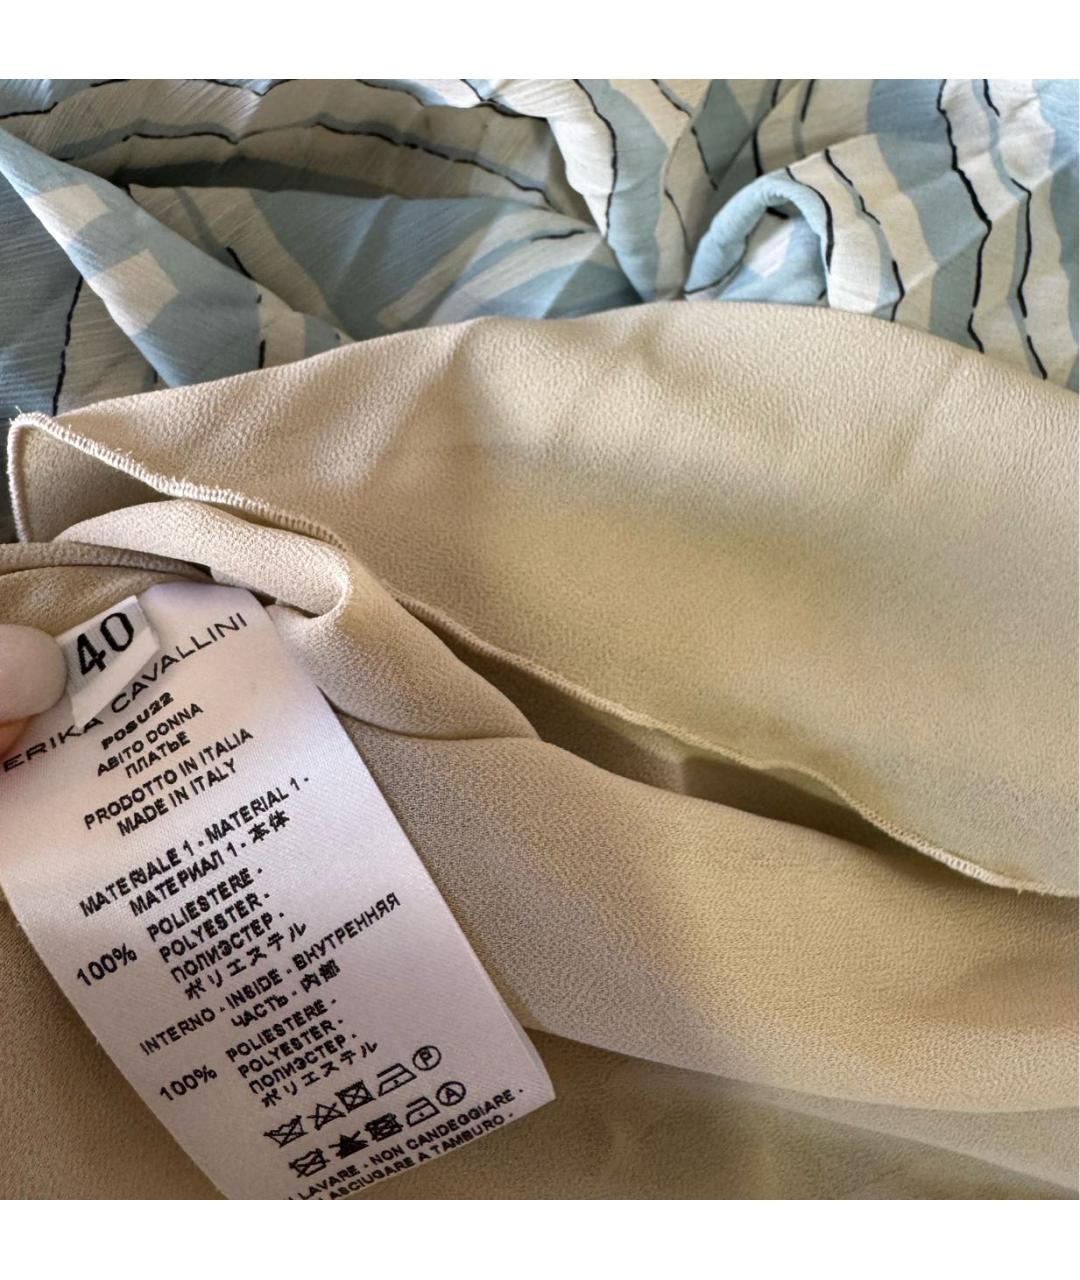 40
ERIKA CAVALLINI
POSU22
ABITO DONNA
ПЛАТЬЕ
PRODOTTO IN ITALIA
MADE IN ITALY
MATERIALE 1 - MATERIAL 1 -
МАТЕРИАЛ 1 - 本体
100% POLIESTERE -
POLYESTER -
ПОЛИЭСТЕР -
ポリエステル
INTERNO - INSIDE - ВНУТРЕННЯЯ
ЧАСТЬ - 内部
100% POLIESTERE -
POLYESTER -
ПОЛИЭСТЕР -
ポリエステル
P
A
LAVARE - NON CANDEGGIARE -
ASCIUGARE A TAMBURO -